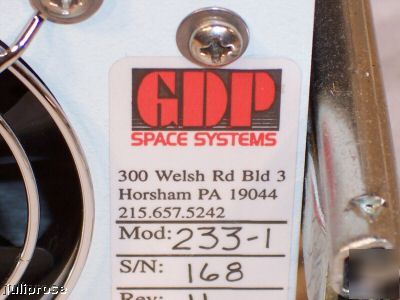 GDP
SPACE SYSTEMS
300 Welsh Rd Bld 3
Horsham PA 19044
215.657.5242
Mod: 233-1
S/N: 168
Rev:
juliprose